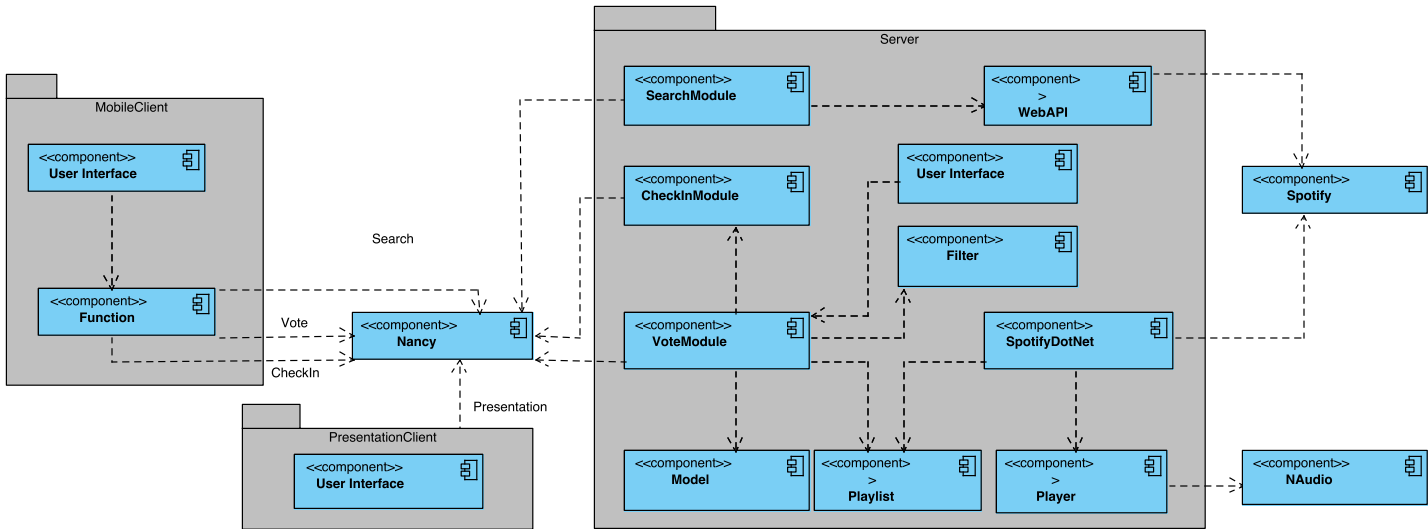 MobileClient
<<component>>
User Interface
<<component>>
Function
Search
Vote
CheckIn
<<component>>
Nancy
Presentation
PresentationClient
<<component>>
User Interface
Server
<<component>>
SearchModule
<<component>
>
WebAPI
<<component>>
CheckInModule
<<component>>
User Interface
<<component>>
Filter
<<component>>
VoteModule
<<component>>
SpotifyDotNet
<<component>>
Model
<<component>
>
Playlist
<<component>
>
Player
<<component>>
Spotify
<<component>>
NAudio